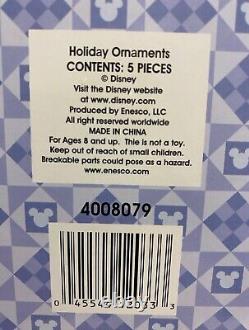 Holiday Ornaments
CONTENTS: 5 PIECES
© Disney
Visit the Disney website
at www.disney.com
Produced by Enesco, LLC
All right reserved worldwide
MADE IN CHINA
For Ages 8 and up. This is not a toy.
Keep out of reach of small children.
Breakable parts could pose as a hazard.
www.enesco.com
4008079
0
3